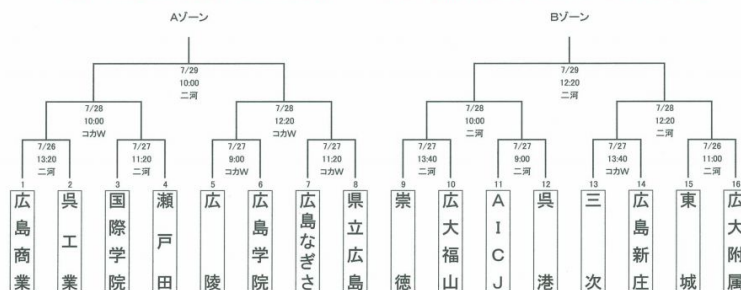 Aゾーン Bゾーン
7/29 7/29
10:00 12:20
二河 二河
7/28 7/28 7/28 7/28
10:00 12:20 10:00 12:20
コカW コカW 二河 二河
7/26 7/27 7/27 7/27 7/27 7/27 7/27 7/26
13:20 11:20 9:00 11:20 13:40 9:00 13:40 11:00
二河 二河 コカW コカW 二河 二河 コカW 二河
1 2 3 4 5 6 7 8 9 10 11 12 13 14 15 16
広島商業
呉工業
国際学院
瀬戸田
広陵
広島学院
広島なぎさ
県立広島
崇徳
広大福山
AICJ
呉港
三次
広島新庄
東城
広大附属